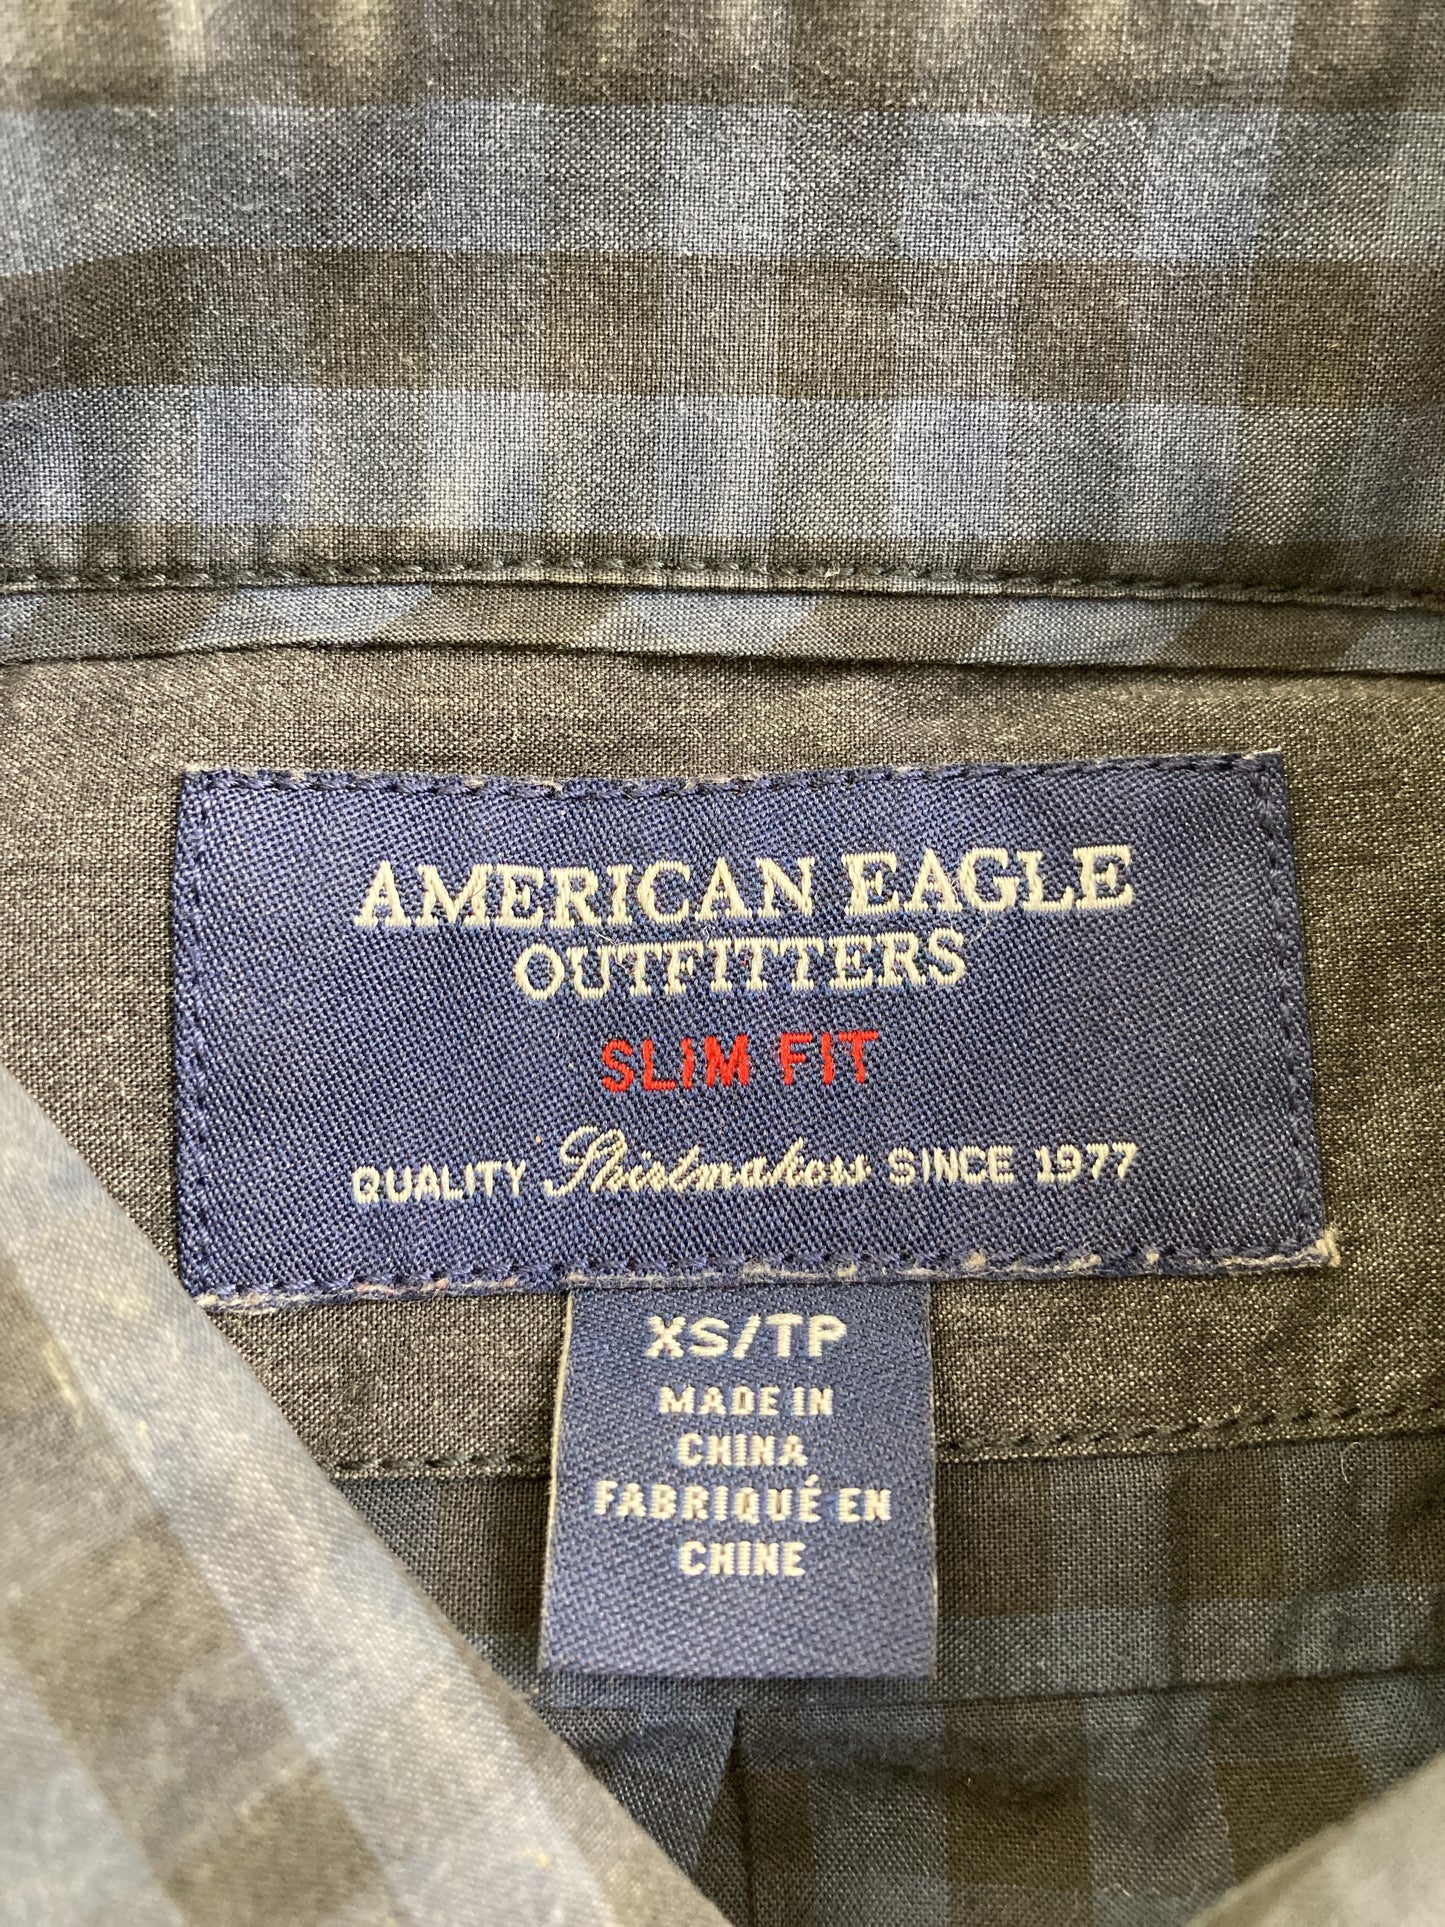 AMERICAN EAGLE
OUTFITTERS
SLIM FIT
QUALITY Shirtmakers SINCE 1977
XS/TP
MADE IN
CHINA
FABRIQUÉ EN
CHINE